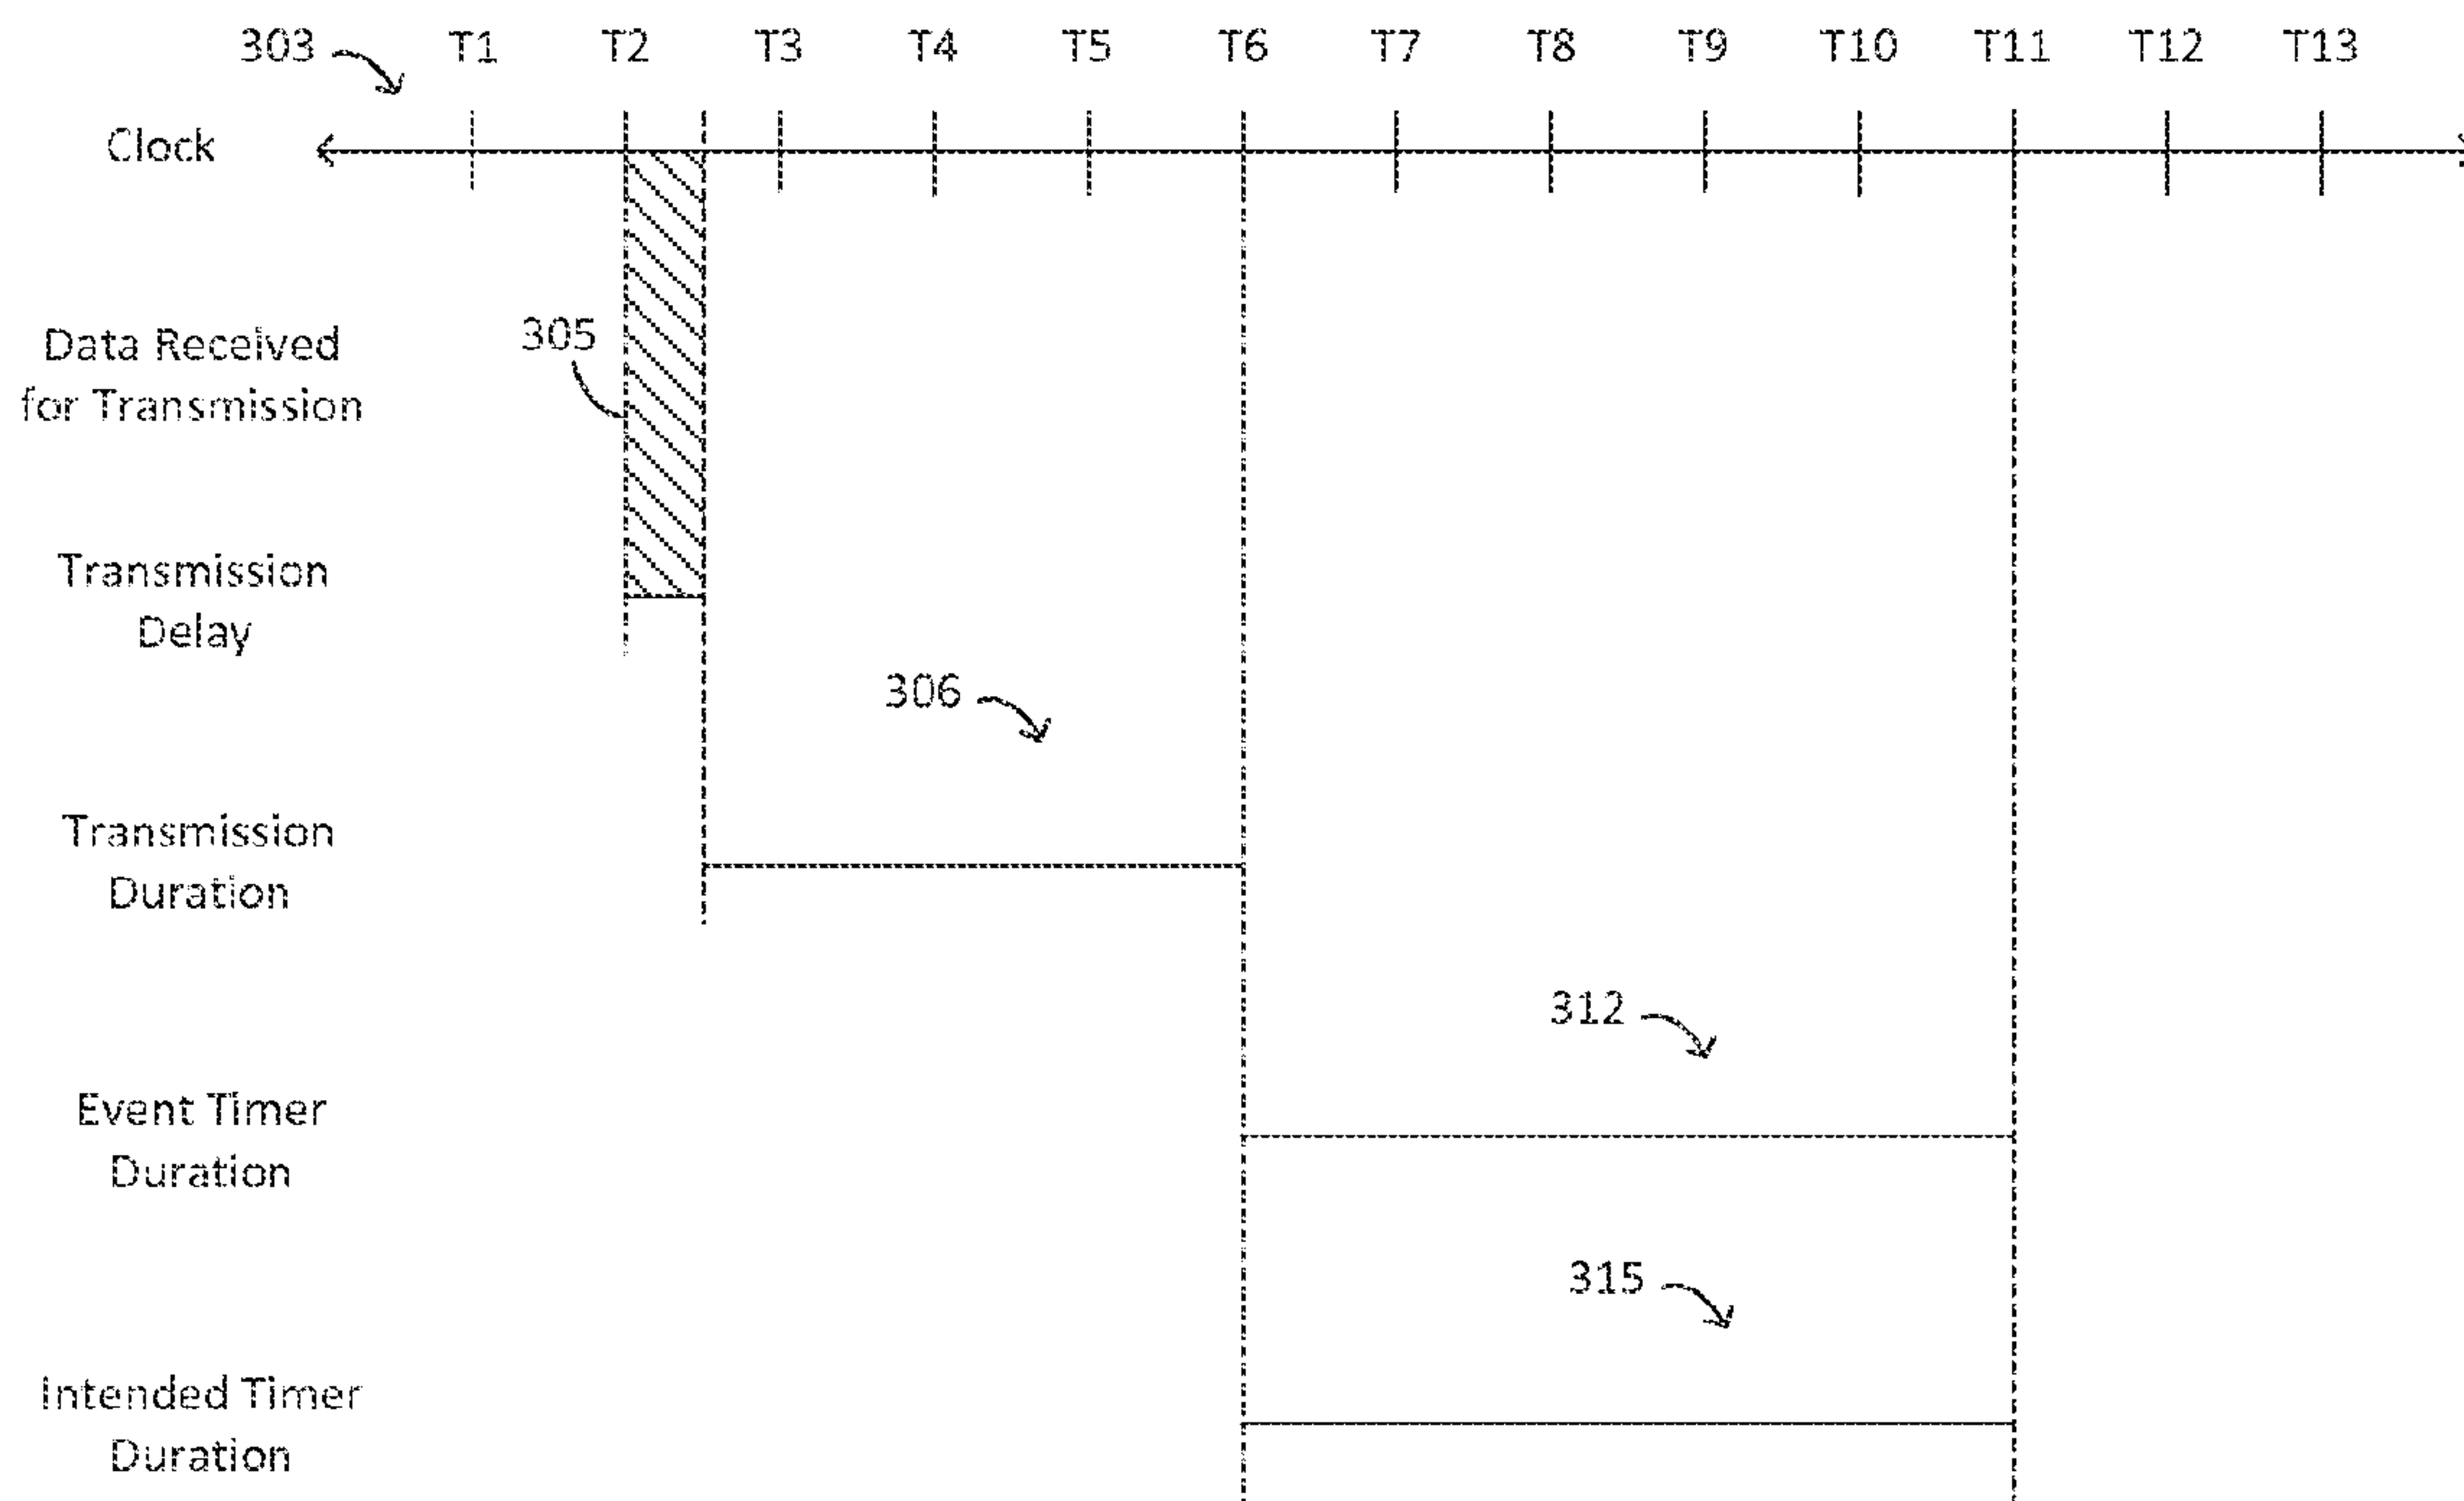 303 T1 T2 T3 T4 T5 T6 T7 T8 T9 T10 T11 T12 T13
Clock
Data Received
for Transmission
305
Transmission
Delay
306
Transmission
Duration
312
Event Timer
Duration
315
Intended Timer
Duration